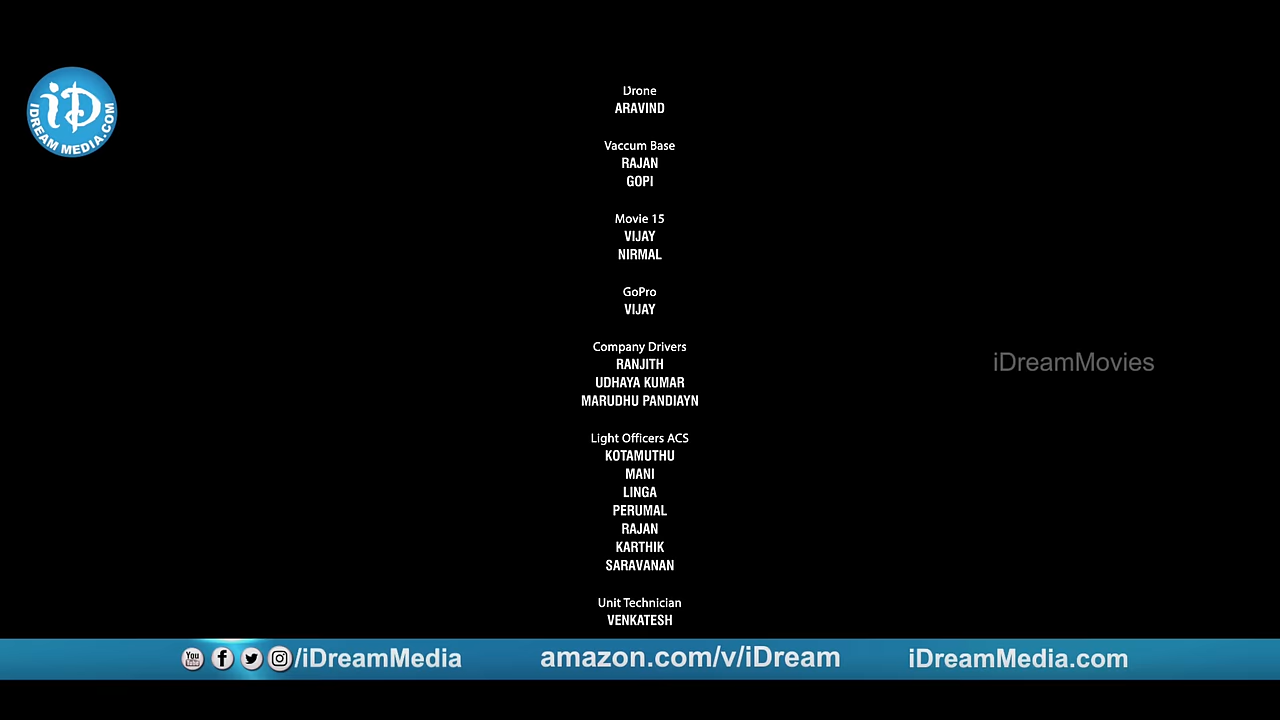 iD
IDREAM MEDIA.COM
Drone
ARAVIND
Vaccum Base
RAJAN
GOPI
Movie 15
VIJAY
NIRMAL
GoPro
VIJAY
Company Drivers
RANJITH
UDHAYA KUMAR
MARUDHU PANDIAYN
iDreamMovies
Light Officers ACS
KOTAMUTHU
MANI
LINGA
PERUMAL
RAJAN
KARTHIK
SARAVANAN
Unit Technician
VENKATESH
You Tube f /iDreamMedia amazon.com/v/iDream iDreamMedia.com